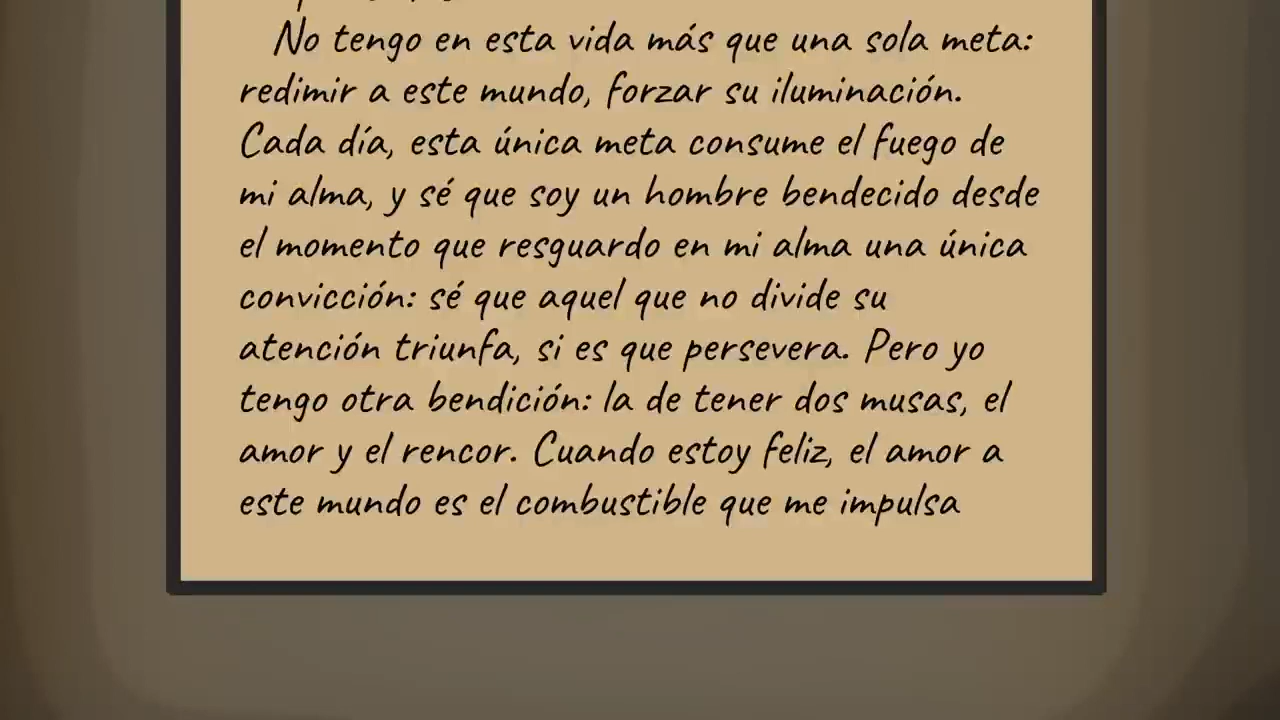 No tengo en esta vida más que una sola meta:
redimir a este mundo, forzar su iluminación.
Cada día, esta única meta consume el fuego de
mi alma, y sé que soy un hombre bendecido desde
el momento que resguardo en mi alma una única
convicción: sé que aquel que no divide su
atención triunfa, si es que persevera. Pero yo
tengo otra bendición: la de tener dos musas, el
amor y el rencor. Cuando estoy feliz, el amor a
este mundo es el combustible que me impulsa